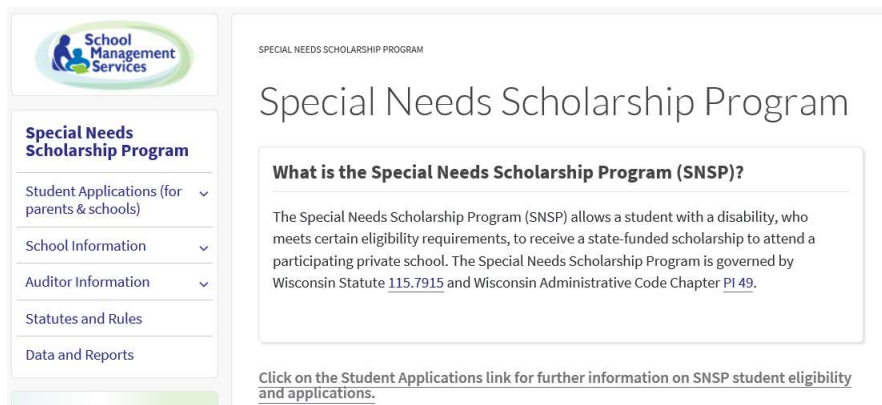 School
Management
Services
Special Needs
Scholarship Program
Student Applications (for
parents & schools)
School Information
Auditor Information
Statutes and Rules
Data and Reports
SPECIAL NEEDS SCHOLARSHIP PROGRAM
Special Needs Scholarship Program
What is the Special Needs Scholarship Program (SNSP)?
The Special Needs Scholarship Program (SNSP) allows a student with a disability, who
meets certain eligibility requirements, to receive a state-funded scholarship to attend a
participating private school. The Special Needs Scholarship Program is governed by
Wisconsin Statute 115.7915 and Wisconsin Administrative Code Chapter PI 49.
Click on the Student Applications link for further information on SNSP student eligibility
and applications.